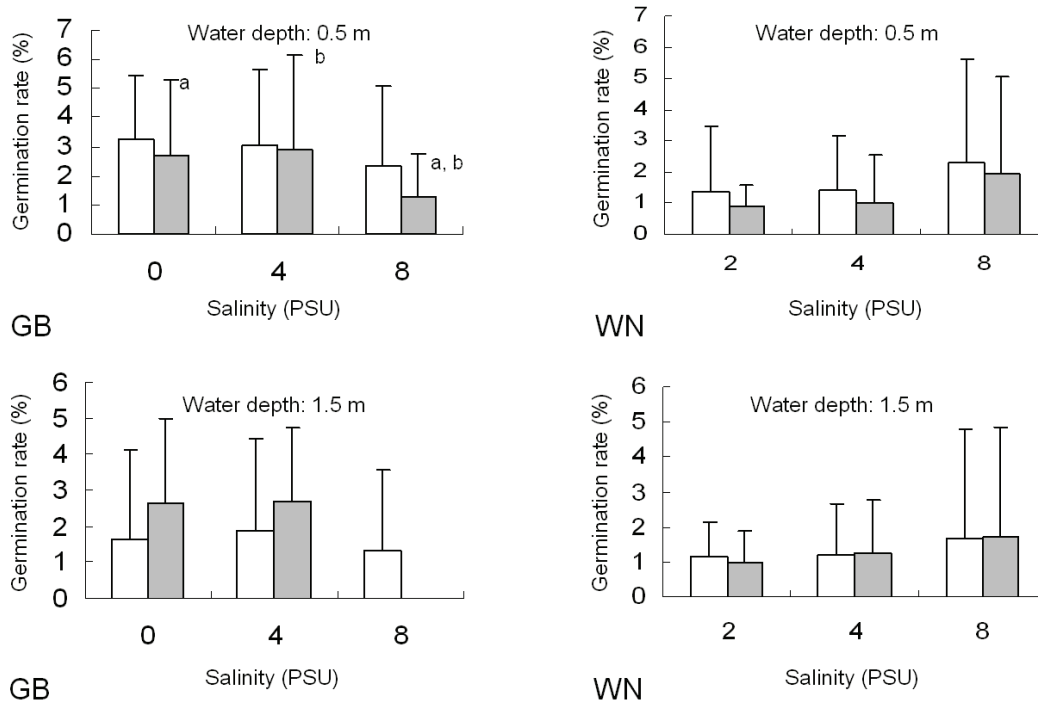 7
6
5
4
3
2
1
0
Germination rate (%)
Water depth: 0.5 m
a
b
a, b
0 4 8
Salinity (PSU)
GB
7
6
5
4
3
2
1
0
Germination rate (%)
Water depth: 0.5 m
2 4 8
Salinity (PSU)
WN
6
5
4
3
2
1
0
Germination rate (%)
Water depth: 1.5 m
0 4 8
Salinity (PSU)
GB
6
5
4
3
2
1
0
Germination rate (%)
Water depth: 1.5 m
2 4 8
Salinity (PSU)
WN